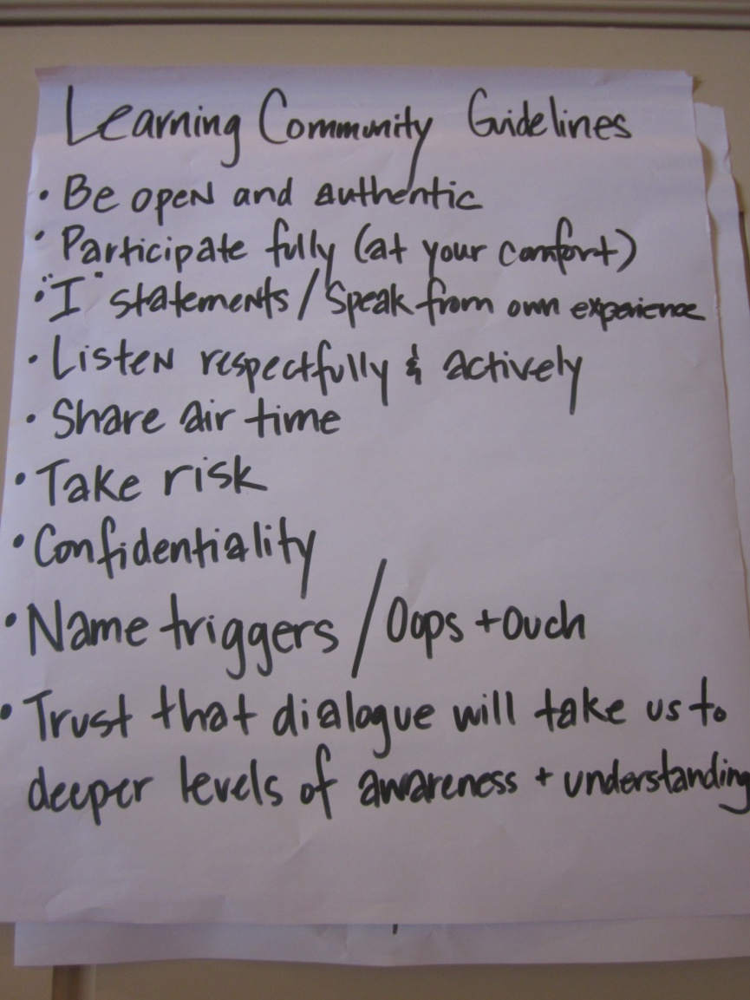 Learning Community Guidelines
• Be open and authentic
• Participate fully (at your comfort)
• "I" statements / Speak from own experience
• Listen respectfully & actively
• Share air time
• Take risk
• Confidentiality
• Name triggers / Oops + ouch
• Trust that dialogue will take us to
deeper levels of awareness + understanding